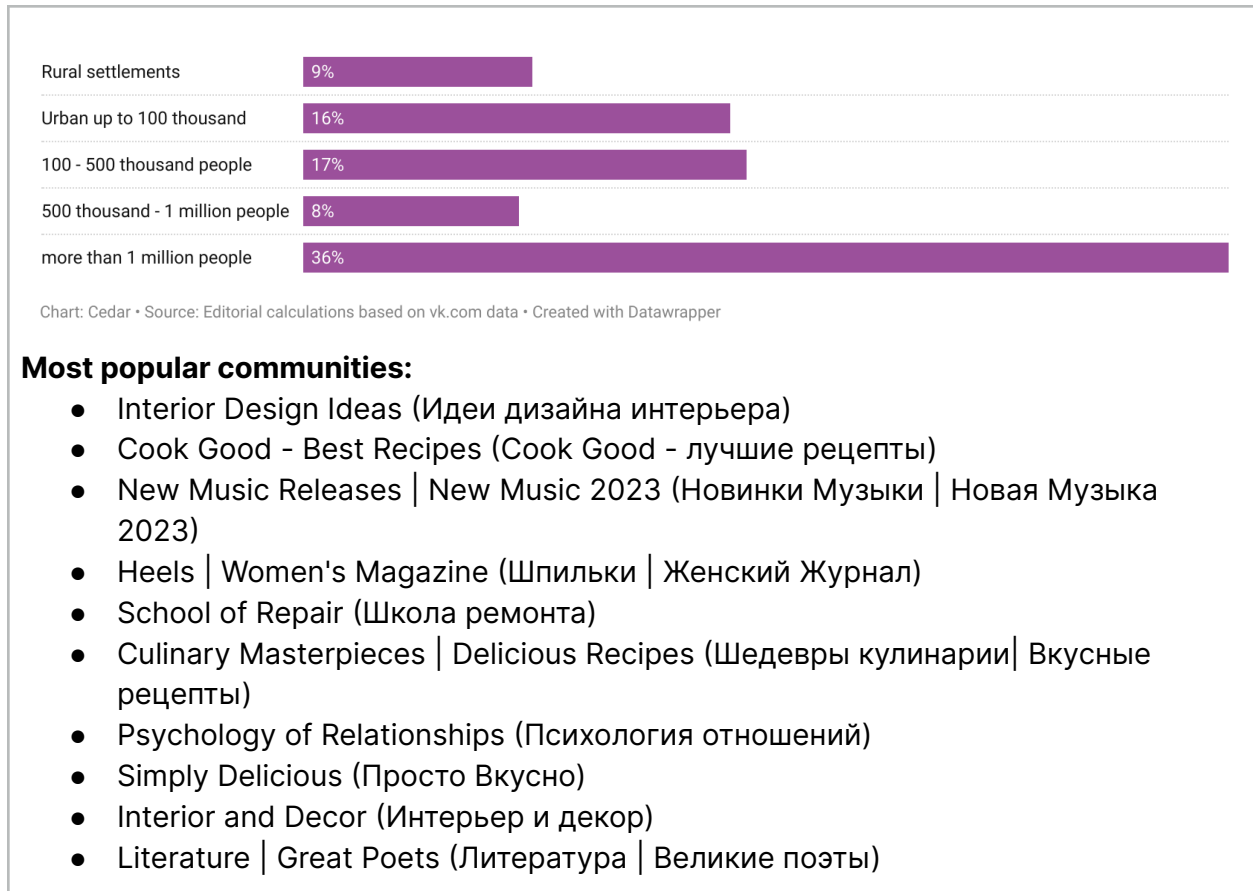 Rural settlements 9%
Urban up to 100 thousand 16%
100 - 500 thousand people 17%
500 thousand - 1 million people 8%
more than 1 million people 36%
Chart: Cedar • Source: Editorial calculations based on vk.com data • Created with Datawrapper
Most popular communities:
● Interior Design Ideas (Идеи дизайна интерьера)
● Cook Good - Best Recipes (Cook Good - лучшие рецепты)
● New Music Releases | New Music 2023 (Новинки Музыки | Новая Музыка
2023)
● Heels | Women's Magazine (Шпильки | Женский Журнал)
● School of Repair (Школа ремонта)
● Culinary Masterpieces | Delicious Recipes (Шедевры кулинарии| Вкусные
рецепты)
● Psychology of Relationships (Психология отношений)
● Simply Delicious (Просто Вкусно)
● Interior and Decor (Интерьер и декор)
● Literature | Great Poets (Литература | Великие поэты)